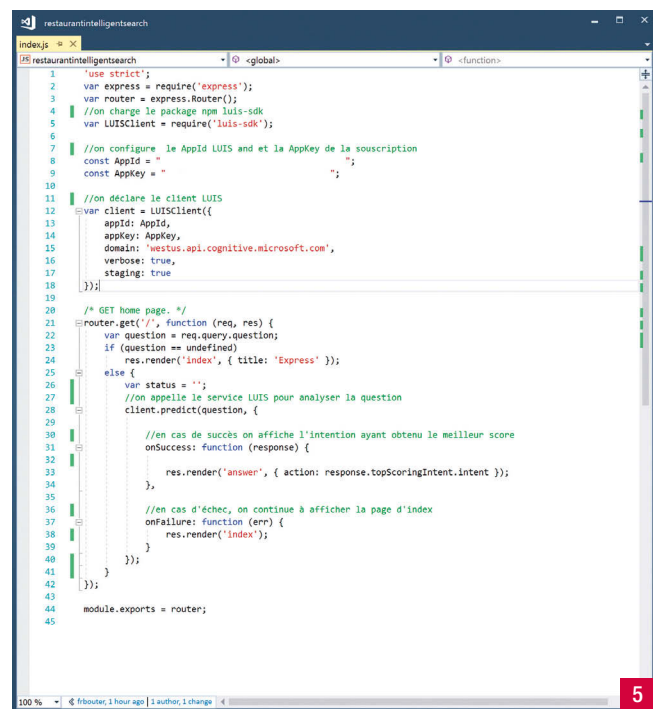 restaurantintelligentsearch
index.js
restaurantintelligentsearch <global> <function>
1 'use strict';
2 var express = require('express');
3 var router = express.Router();
4 //on charge le package npm luis-sdk
5 var LUISClient = require('luis-sdk');
6
7 //on configure  le AppId LUIS and et la AppKey de la souscription
8 const AppId = " ";
9 const AppKey = " ";
10
11 //on déclare le client LUIS
12 var client = LUISClient({
13     appId: AppId,
14     appKey: AppKey,
15     domain: 'westus.api.cognitive.microsoft.com',
16     verbose: true,
17     staging: true
18 });
19
20 /* GET home page. */
21 router.get('/', function (req, res) {
22     var question = req.query.question;
23     if (question == undefined)
24         res.render('index', { title: 'Express' });
25     else {
26         var status = '';
27         //on appelle le service LUIS pour analyser la question
28         client.predict(question, {
29
30             //en cas de succès on affiche l'intention ayant obtenu le meilleur score
31             onSuccess: function (response) {
32
33                 res.render('answer', { action: response.topScoringIntent.intent });
34             },
35
36             //en cas d'échec, on continue à afficher la page d'index
37             onFailure: function (err) {
38                 res.render('index');
39             }
40         });
41     }
42 });
43
44 module.exports = router;
45
100 % frbouter, 1 hour ago | 1 author, 1 change
5